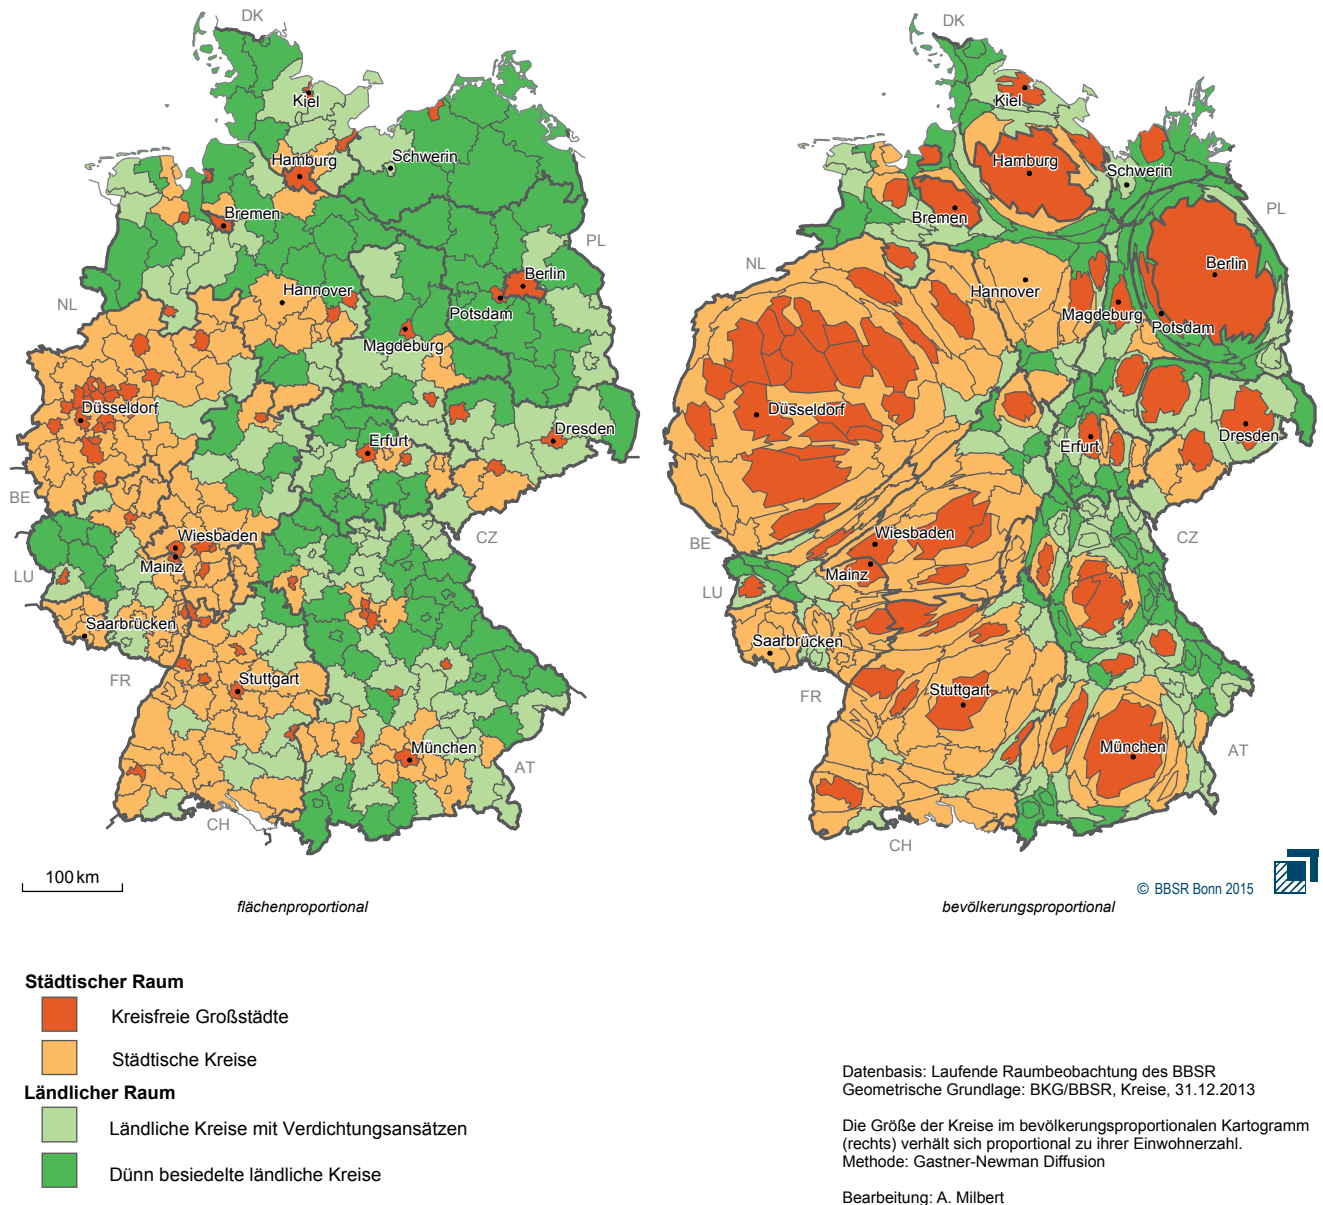 DK
Kiel
Hamburg
Schwerin
Bremen
PL
Berlin
Hannover
NL
Potsdam
Magdeburg
Düsseldorf
Dresden
Erfurt
BE
CZ
Wiesbaden
Mainz
LU
Saarbrücken
FR
Stuttgart
München
AT
CH
100 km
flächenproportional
DK
Kiel
Hamburg
Schwerin
Bremen
PL
NL
Berlin
Hannover
Magdeburg
Potsdam
Düsseldorf
Dresden
Erfurt
BE
Wiesbaden
CZ
Mainz
LU
Saarbrücken
FR
Stuttgart
München
AT
CH
© BBSR Bonn 2015
bevölkerungsproportional
Städtischer Raum
Kreisfreie Großstädte
Städtische Kreise
Ländlicher Raum
Ländliche Kreise mit Verdichtungsansätzen
Dünn besiedelte ländliche Kreise
Datenbasis: Laufende Raumbeobachtung des BBSR
Geometrische Grundlage: BKG/BBSR, Kreise, 31.12.2013
Die Größe der Kreise im bevölkerungsproportionalen Kartogramm
(rechts) verhält sich proportional zu ihrer Einwohnerzahl.
Methode: Gastner-Newman Diffusion
Bearbeitung: A. Milbert